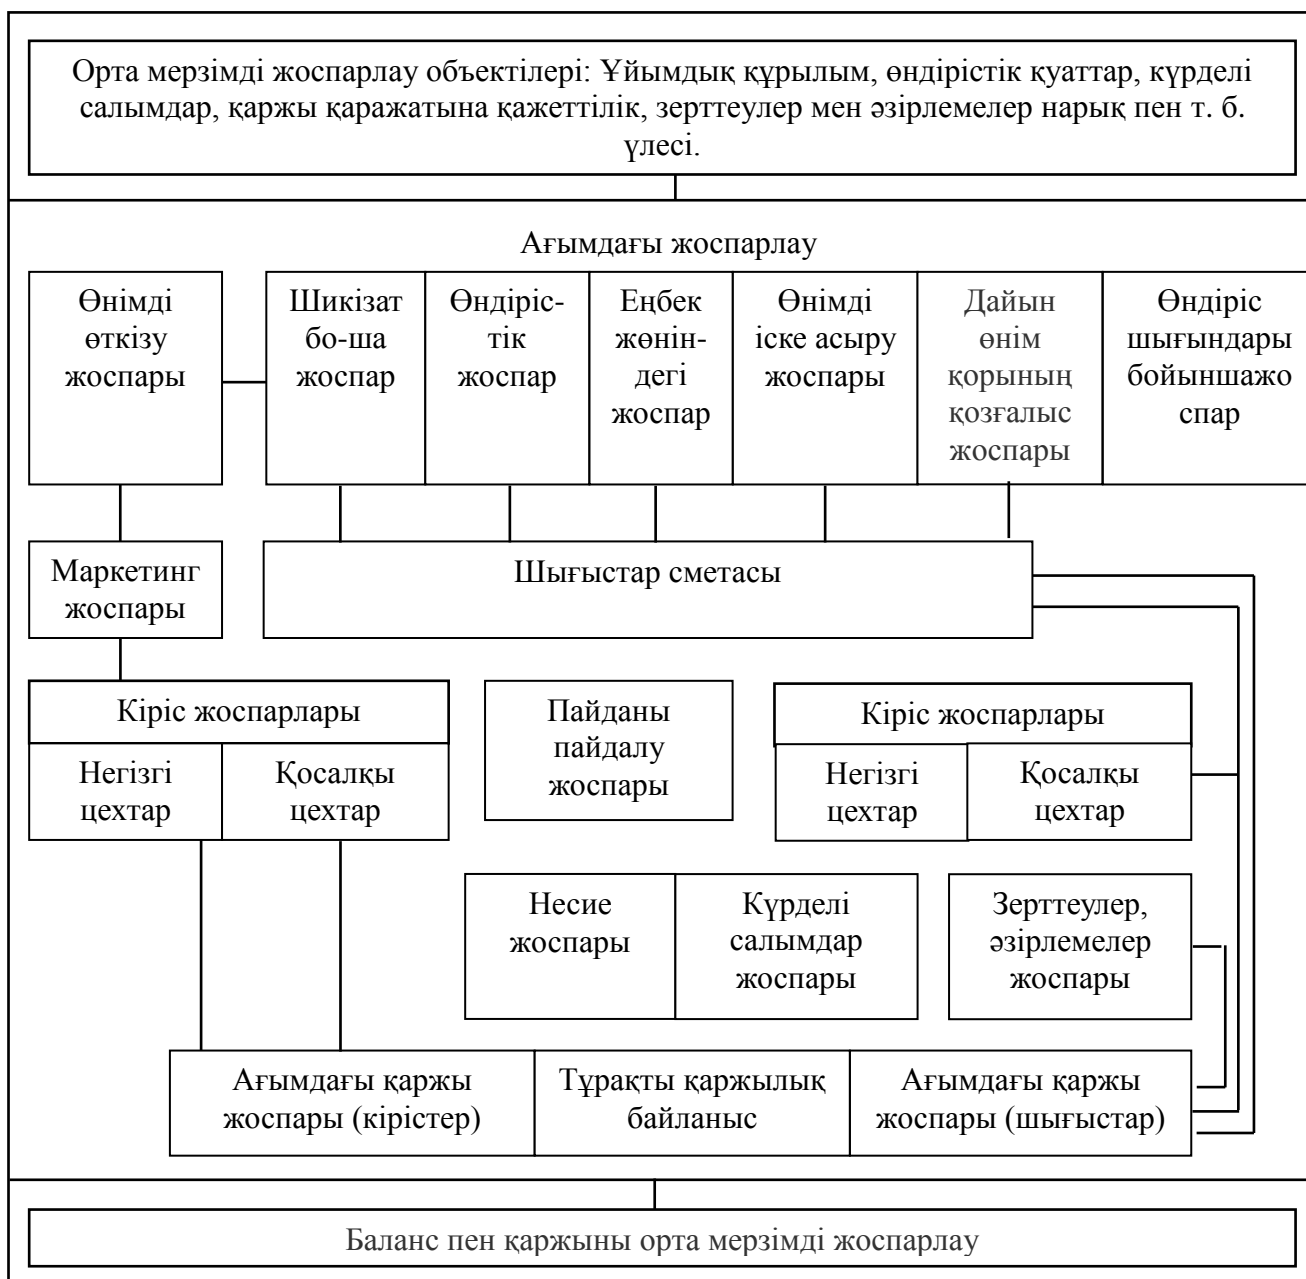 Орта мерзімді жоспарлау объектілері: Ұйымдық құрылым, өндірістік қуаттар, күрделі
салымдар, қаржы қаражатына қажеттілік, зерттеулер мен әзірлемелер нарық пен т. б.
үлесі.
Ағымдағы жоспарлау
Өнімді
өткізу
жоспары
Шикізат
бо-ша
жоспар
Өндіріс-
тік
жоспар
Еңбек
жөнін-
дегі
жоспар
Өнімді
іске асыру
жоспары
Дайын
өнім
қорының
қозғалыс
жоспары
Өндіріс
шығындары
бойыншажо
спар
Маркетинг
жоспары
Шығыстар сметасы
Кіріс жоспарлары
Негізгі
цехтар
Қосалқы
цехтар
Пайданы
пайдалу
жоспары
Кіріс жоспарлары
Негізгі
цехтар
Қосалқы
цехтар
Несие
жоспары
Күрделі
салымдар
жоспары
Зерттеулер,
әзірлемелер
жоспары
Ағымдағы қаржы
жоспары (кірістер)
Тұрақты қаржылық
байланыс
Ағымдағы қаржы
жоспары (шығыстар)
Баланс пен қаржыны орта мерзімді жоспарлау